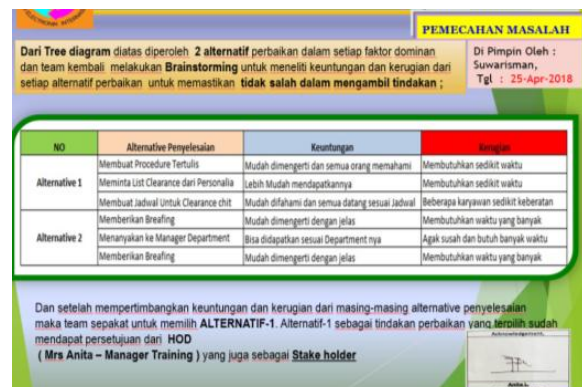 PEMECAHAN MASALAH
Dari Tree diagram diatas diperoleh 2 alternatif perbaikan dalam setiap faktor dominan
dan team kembali melakukan Brainstorming untuk meneliti keuntungan dan kerugian dari
setiap alternatif perbaikan untuk memastikan tidak salah dalam mengambil tindakan ;
Di Pimpin Oleh :
Suwarisman,
Tgl : 25-Apr-2018
NO Alternative Penyelesaian Keuntungan Kerugian
Alternative 1
Membuat Procedure Tertulis Mudah dimengerti dan semua orang memahami Membutuhkan sedikit waktu
Meminta List Clearance dari Personalia Lebih Mudah mendapatkannya Membutuhkan sedikit waktu
Membuat Jadwal Untuk Clearance chit Mudah difahami dan semua datang sesuai Jadwal Beberapa karyawan sedikit keberatan
Alternative 2
Memberikan Breafing Mudah dimengerti dengan jelas Membutuhkan waktu yang banyak
Menanyakan ke Manager Department Bisa didapatkan sesuai Department nya Agak susah dan butuh banyak waktu
Memberikan Breafing Mudah dimengerti dengan jelas Membutuhkan waktu yang banyak
Dan setelah mempertimbangkan keuntungan dan kerugian dari masing-masing alternative penyelesaian
maka team sepakat untuk memilih ALTERNATIF-1. Alternatif-1 sebagai tindakan perbaikan yang terpilih sudah
mendapat persetujuan dari HOD
( Mrs Anita – Manager Training ) yang juga sebagai Stake holder
Acknowledgement,
Anita L.